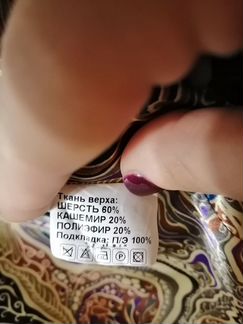 Ткань верха:
ШЕРСТЬ 60%
КАШЕМИР 20%
ПОЛИЭФИР 20%
Подкладка: П/Э 100%